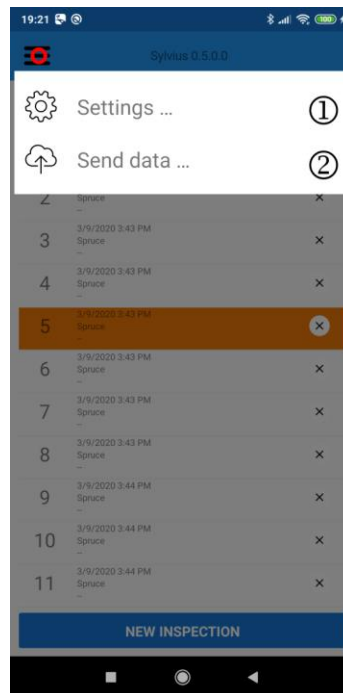 19:21 100
Sylvius 0.5.0.0
Settings ... ①
Send data ... ②
2 Spruce ×
--
3/9/2020 3:43 PM
3 Spruce ×
--
3/9/2020 3:43 PM
4 Spruce ×
--
3/9/2020 3:43 PM
5 Spruce ×
--
3/9/2020 3:43 PM
6 Spruce ×
--
3/9/2020 3:43 PM
7 Spruce ×
--
3/9/2020 3:43 PM
8 Spruce ×
--
3/9/2020 3:44 PM
9 Spruce ×
--
3/9/2020 3:44 PM
10 Spruce ×
--
3/9/2020 3:44 PM
11 Spruce ×
--
NEW INSPECTION